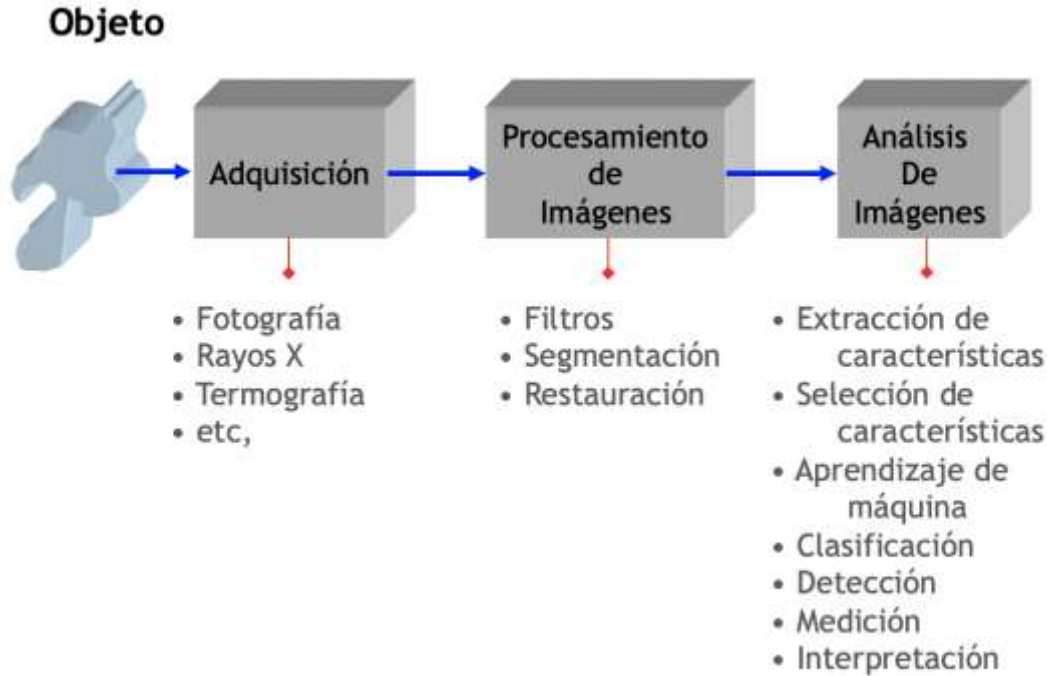 Objeto
Adquisición
Procesamiento
de
Imágenes
Análisis
De
Imágenes
• Fotografía
• Rayos X
• Termografía
• etc,
• Filtros
• Segmentación
• Restauración
• Extracción de
características
• Selección de
características
• Aprendizaje de
máquina
• Clasificación
• Detección
• Medición
• Interpretación